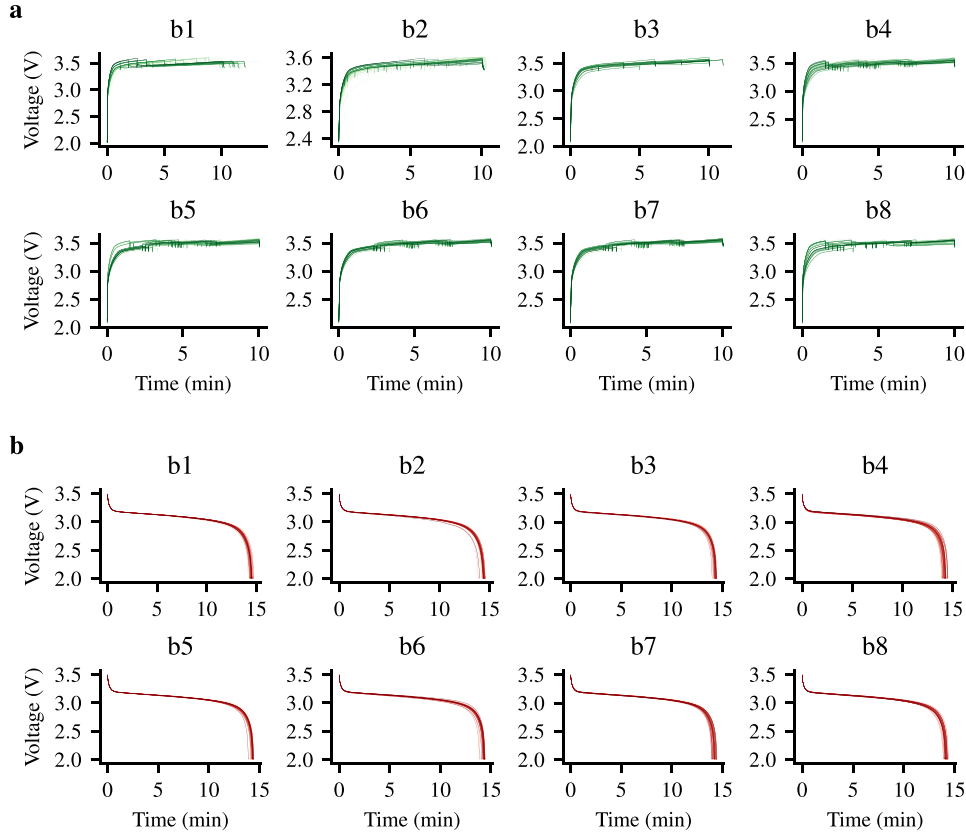 a
b1 b2 b3 b4
Voltage (V)
3.5 3.0 2.5 2.0
3.6 3.2 2.8 2.4
3.5 3.0 2.5 2.0
3.5 3.0 2.5
0 5 10
0 5 10
0 5 10
0 5 10
b5 b6 b7 b8
Voltage (V)
3.5 3.0 2.5 2.0
3.5 3.0 2.5
3.5 3.0 2.5
3.5 3.0 2.5
0 5 10
0 5 10
0 5 10
0 5 10
Time (min) Time (min) Time (min) Time (min)
b
b1 b2 b3 b4
Voltage (V)
3.5 3.0 2.5 2.0
3.5 3.0 2.5 2.0
3.5 3.0 2.5 2.0
3.5 3.0 2.5 2.0
0 5 10 15
0 5 10 15
0 5 10 15
0 5 10 15
b5 b6 b7 b8
Voltage (V)
3.5 3.0 2.5 2.0
3.5 3.0 2.5 2.0
3.5 3.0 2.5 2.0
3.5 3.0 2.5 2.0
0 5 10 15
0 5 10 15
0 5 10 15
0 5 10 15
Time (min) Time (min) Time (min) Time (min)